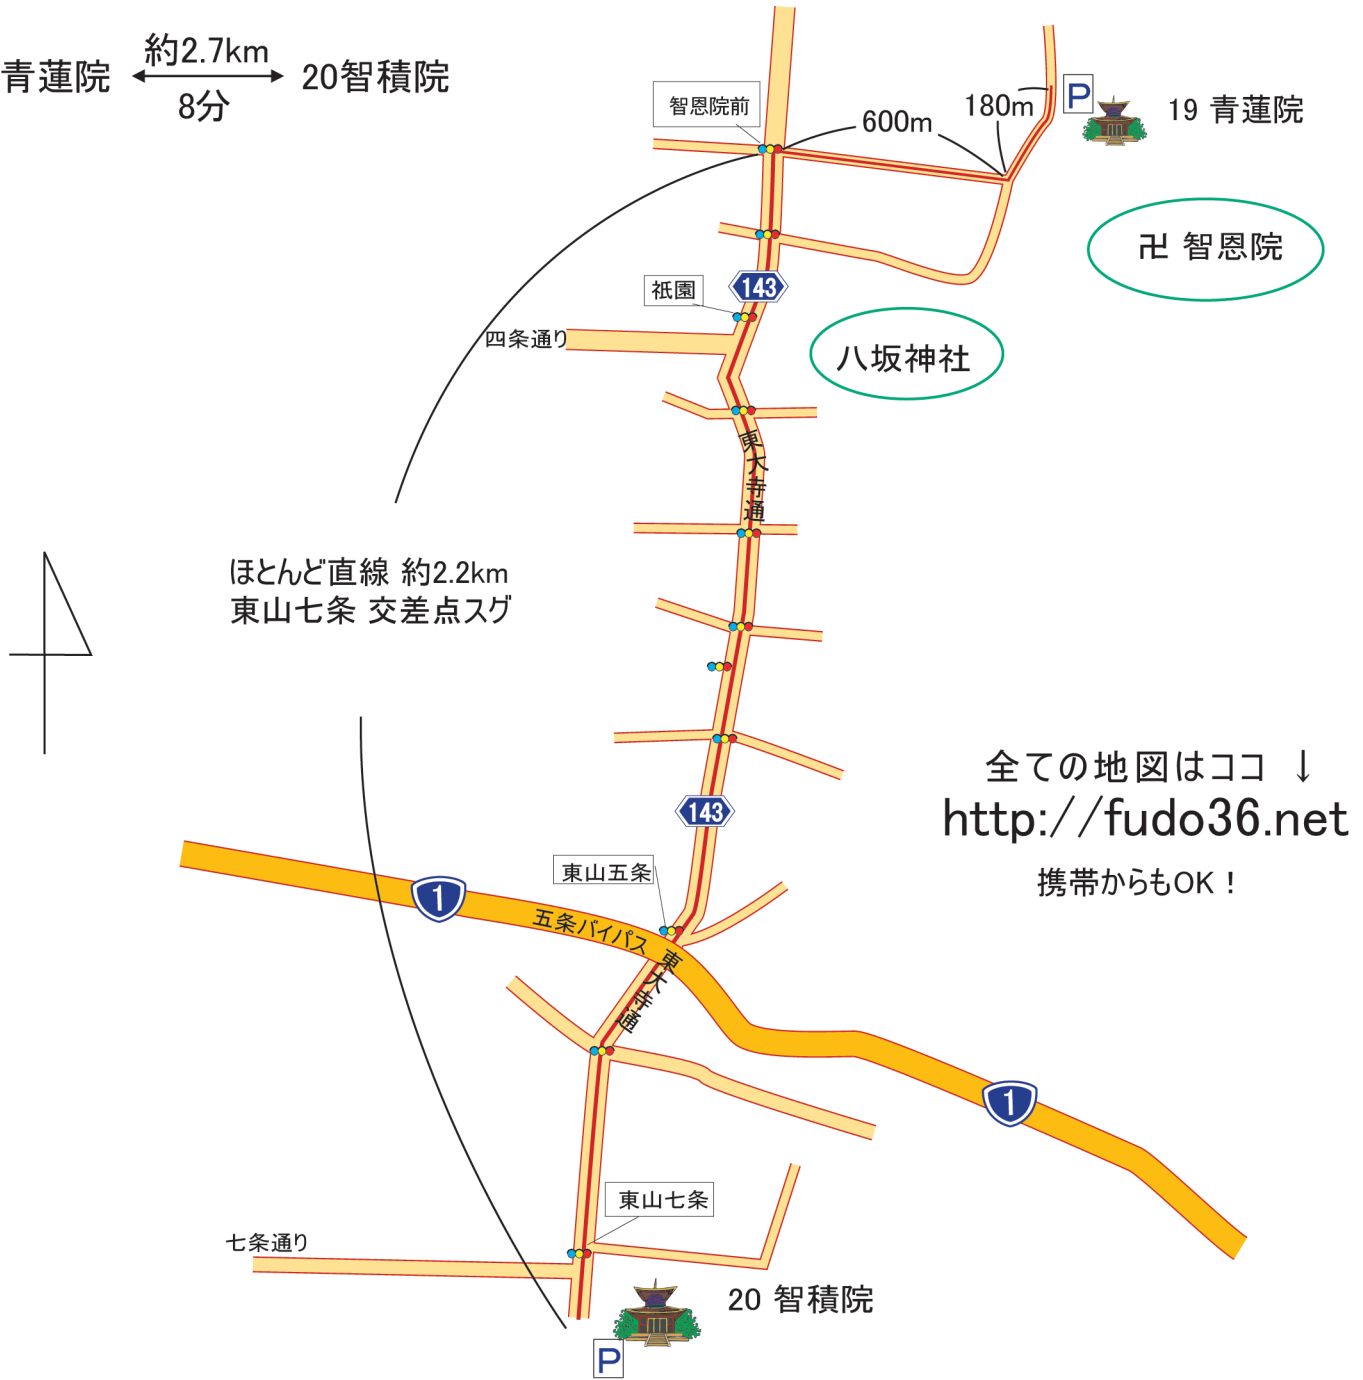 約2.7km
青蓮院 20智積院
8分
智恩院前
P
180m
600m
19 青蓮院
卍 智恩院
143
祇園
四条通り
八坂神社
東大寺通
ほとんど直線 約2.2km
東山七条 交差点スグ
全ての地図はココ ↓
http://fudo36.net
携帯からもOK！
143
東山五条
1
五条バイパス
東大寺通
1
東山七条
七条通り
20 智積院
P